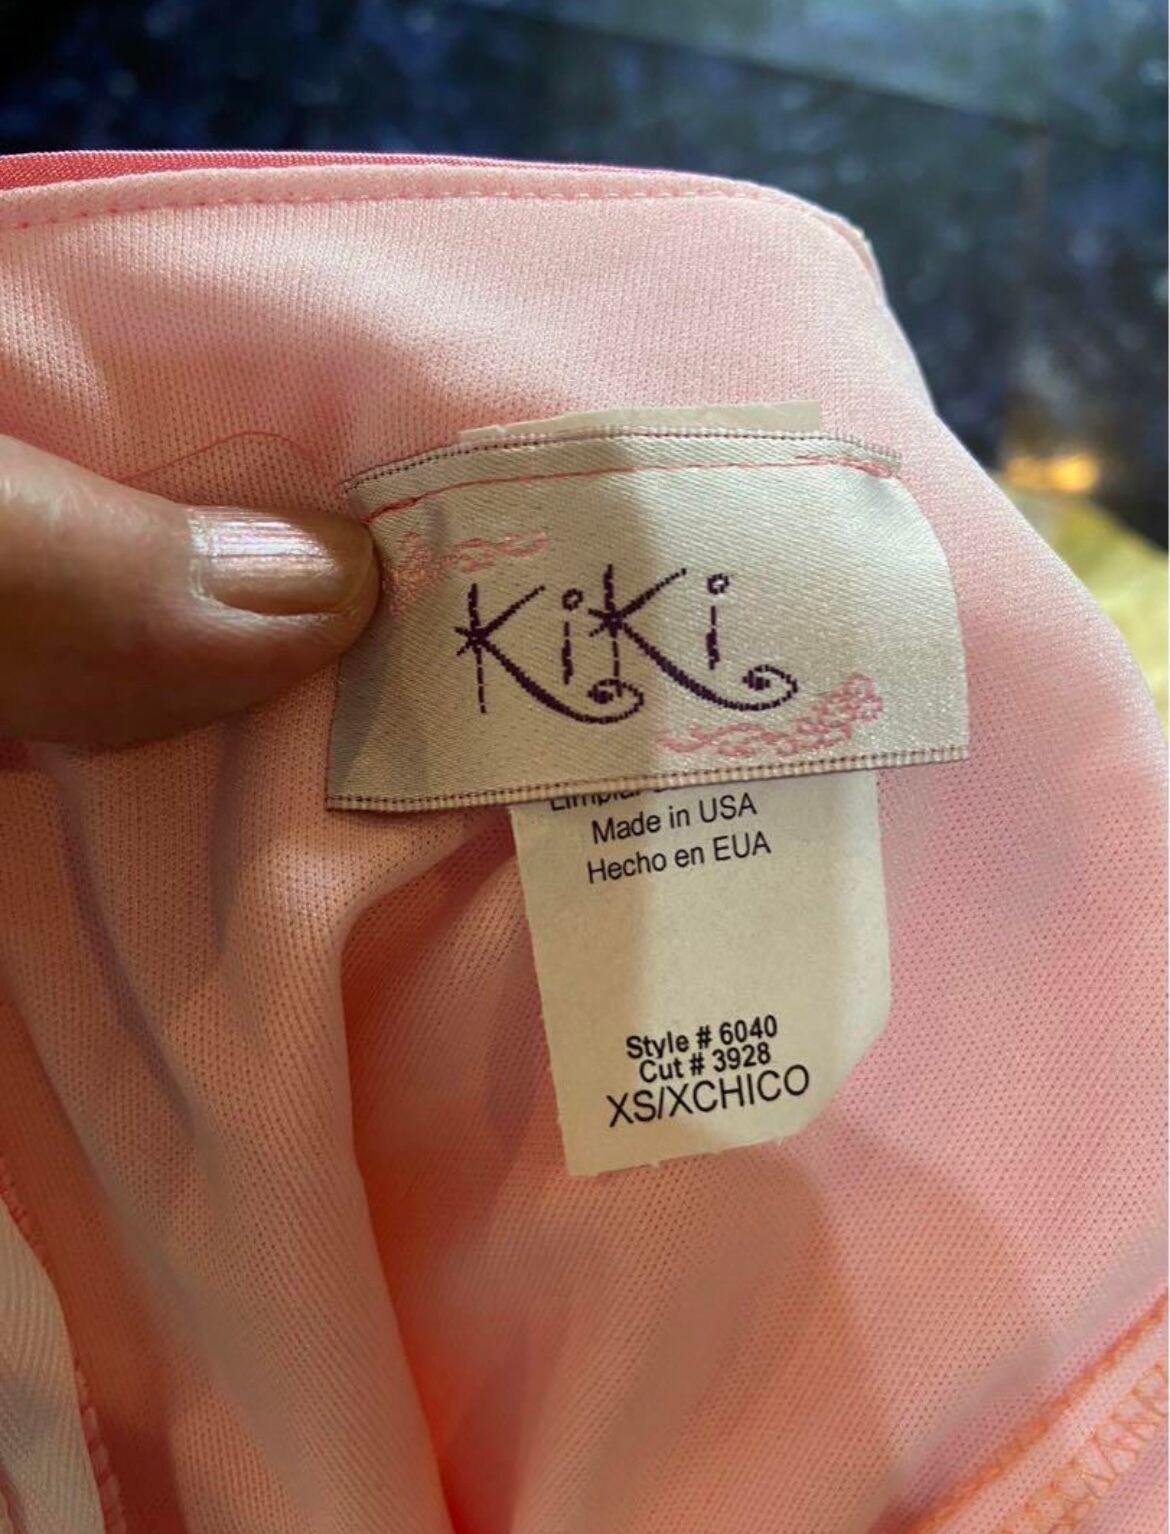 KiKi
Made in USA
Hecho en EUA
Style # 6040
Cut # 3928
XS/XCHICO